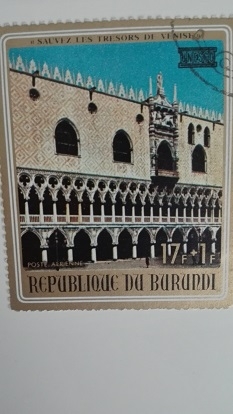 « SAUVEZ LES TRESORS DE VENISE »
17F+1F
POSTE AERIENNE
REPUBLIQUE DU BURUNDI